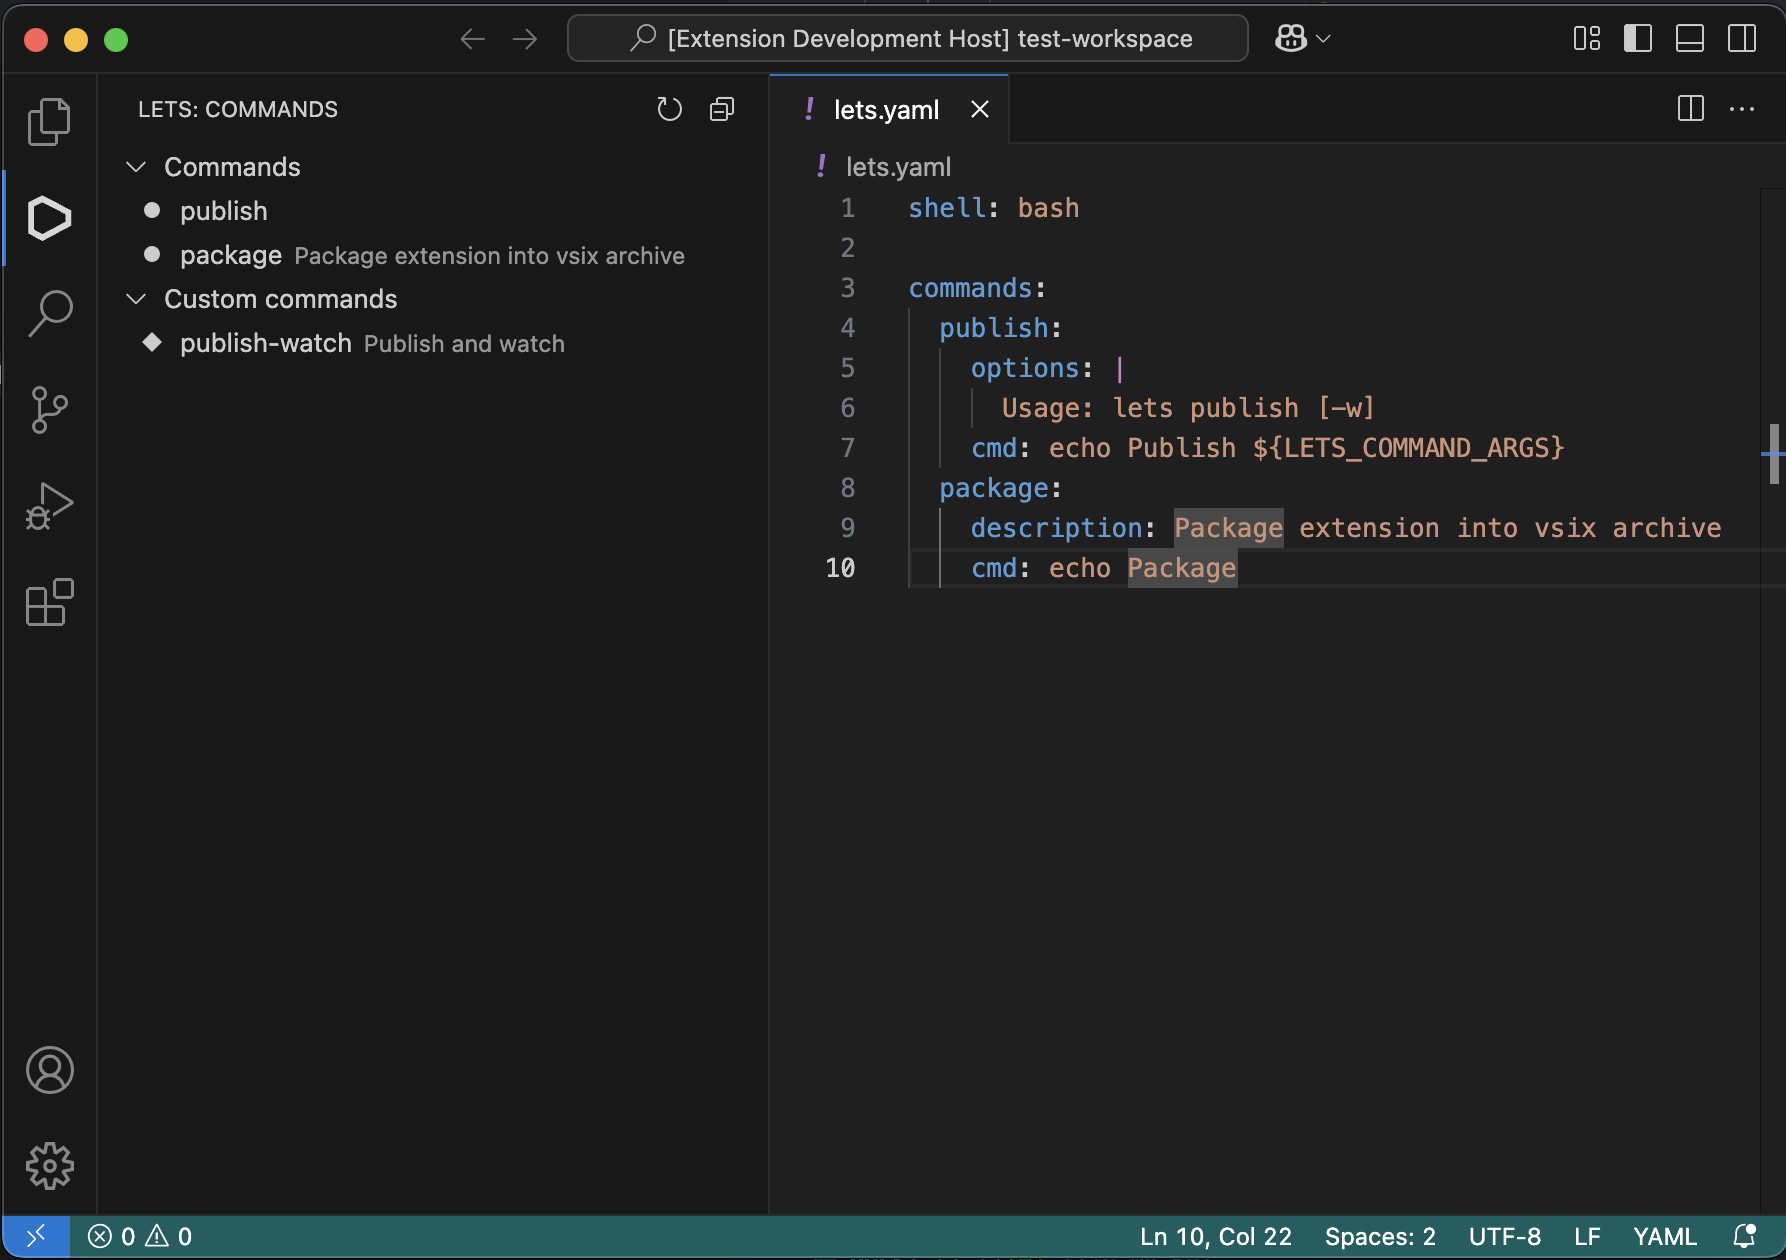 [Extension Development Host] test-workspace
LETS: COMMANDS
Commands
publish
package Package extension into vsix archive
Custom commands
publish-watch Publish and watch
! lets.yaml
! lets.yaml
1 shell: bash
2
3 commands:
4 publish:
5 options: |
6 Usage: lets publish [-w]
7 cmd: echo Publish ${LETS_COMMAND_ARGS}
8 package:
9 description: Package extension into vsix archive
10 cmd: echo Package
0 0
Ln 10, Col 22 Spaces: 2 UTF-8 LF YAML